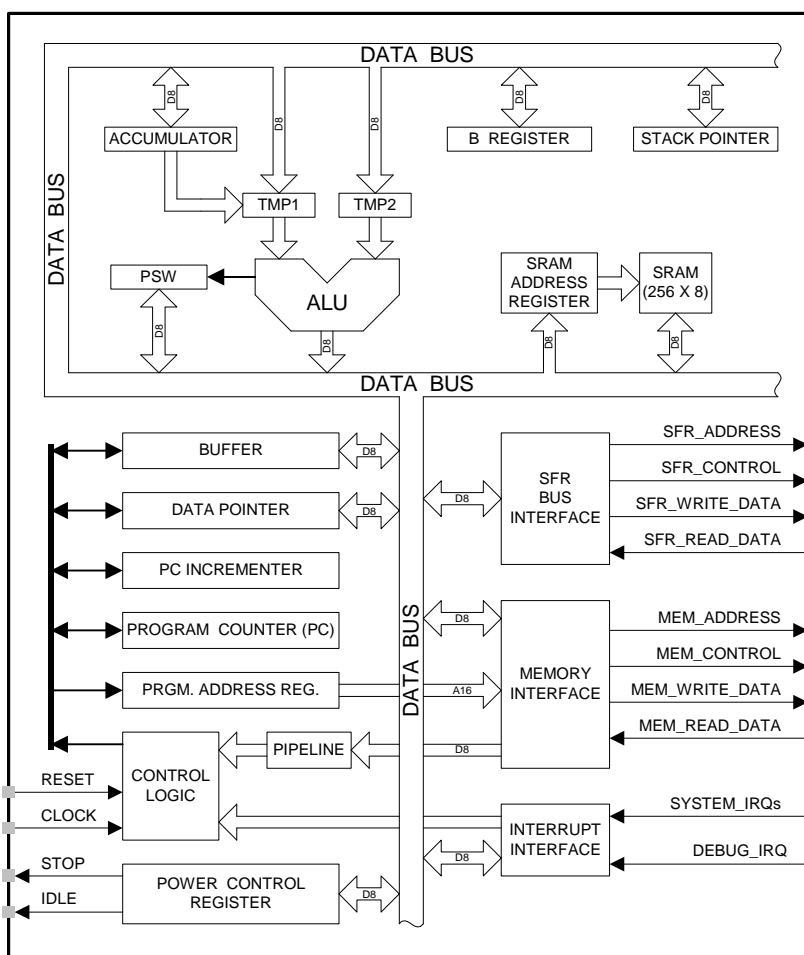 DATA BUS
D8
D8
D8
D8
D8
ACCUMULATOR
B REGISTER
STACK POINTER
DATA BUS
TMP1
TMP2
PSW
ALU
SRAM
ADDRESS
REGISTER
SRAM
(256 X 8)
D8
D8
D8
D8
DATA BUS
BUFFER
D8
DATA POINTER
D8
PC INCREMENTER
PROGRAM COUNTER (PC)
PRGM. ADDRESS REG.
A16
DATA BUS
D8
SFR
BUS
INTERFACE
SFR_ADDRESS
SFR_CONTROL
SFR_WRITE_DATA
SFR_READ_DATA
D8
MEMORY
INTERFACE
MEM_ADDRESS
MEM_CONTROL
MEM_WRITE_DATA
MEM_READ_DATA
CONTROL
LOGIC
PIPELINE
D8
RESET
CLOCK
INTERRUPT
INTERFACE
SYSTEM_IRQs
DEBUG_IRQ
D8
STOP
IDLE
POWER CONTROL
REGISTER
D8